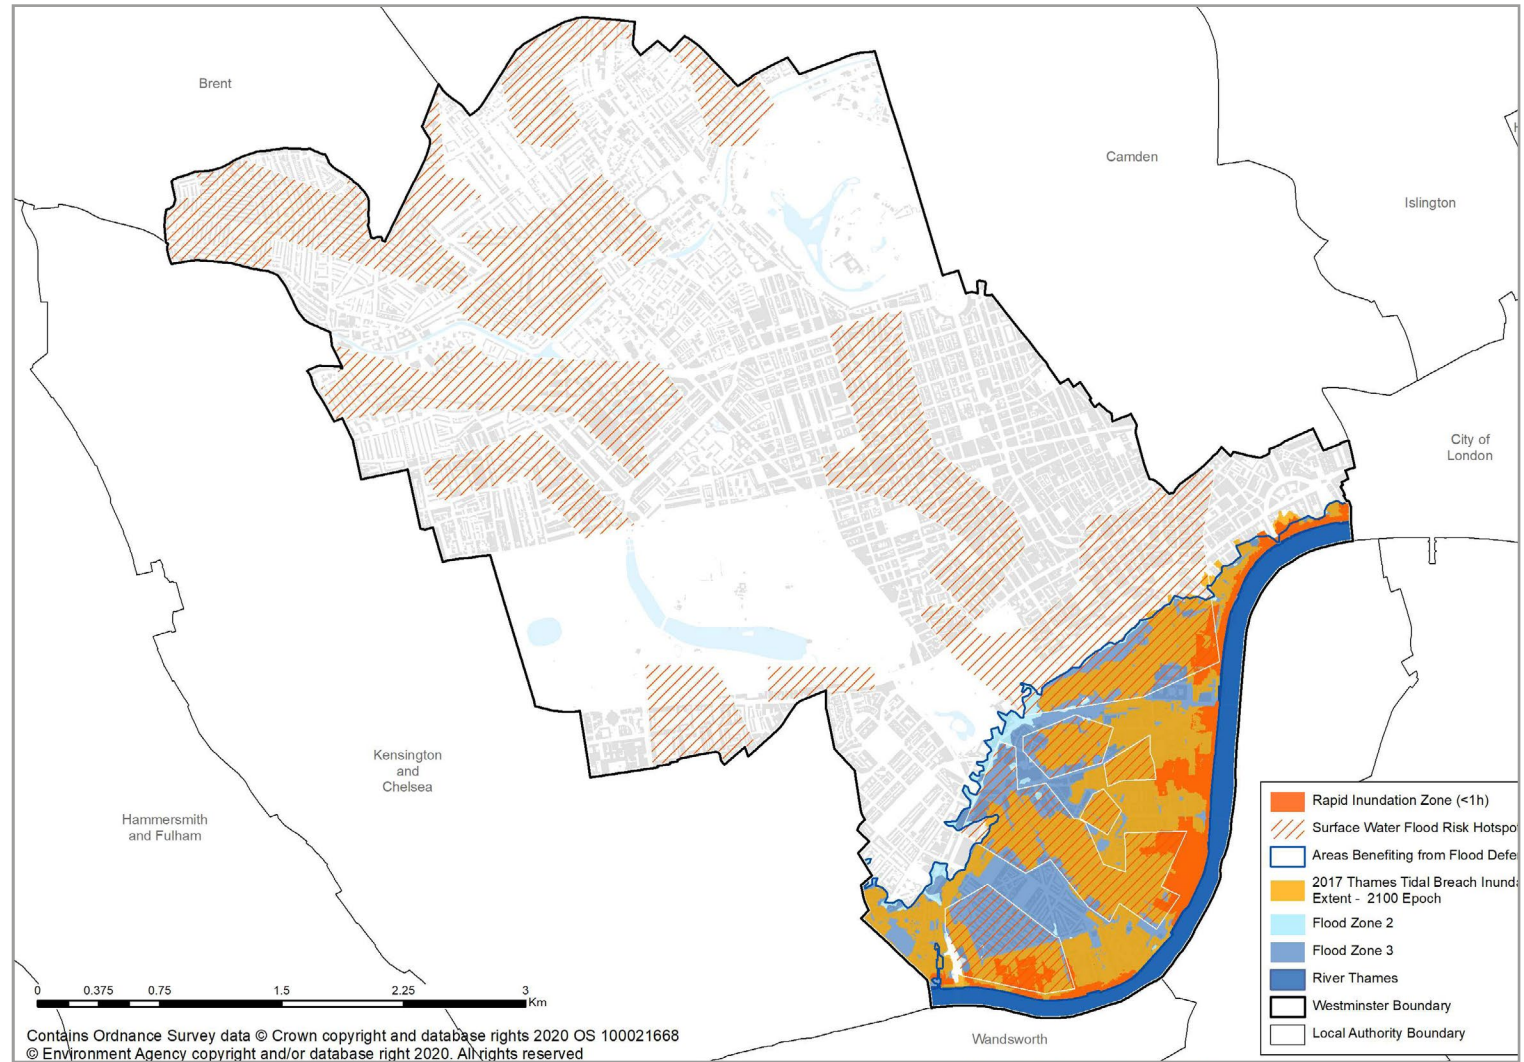 Brent
Camden
Islington
City of
London
Kensington
and
Chelsea
Hammersmith
and Fulham
Wandsworth
Rapid Inundation Zone (<1h)
Surface Water Flood Risk Hotspo
Areas Benefiting from Flood Defe
2017 Thames Tidal Breach Inund
Extent - 2100 Epoch
Flood Zone 2
Flood Zone 3
River Thames
Westminster Boundary
Local Authority Boundary
0 0.375 0.75 1.5 2.25 3
Km
Contains Ordnance Survey data © Crown copyright and database rights 2020 OS 100021668
© Environment Agency copyright and/or database right 2020. All rights reserved